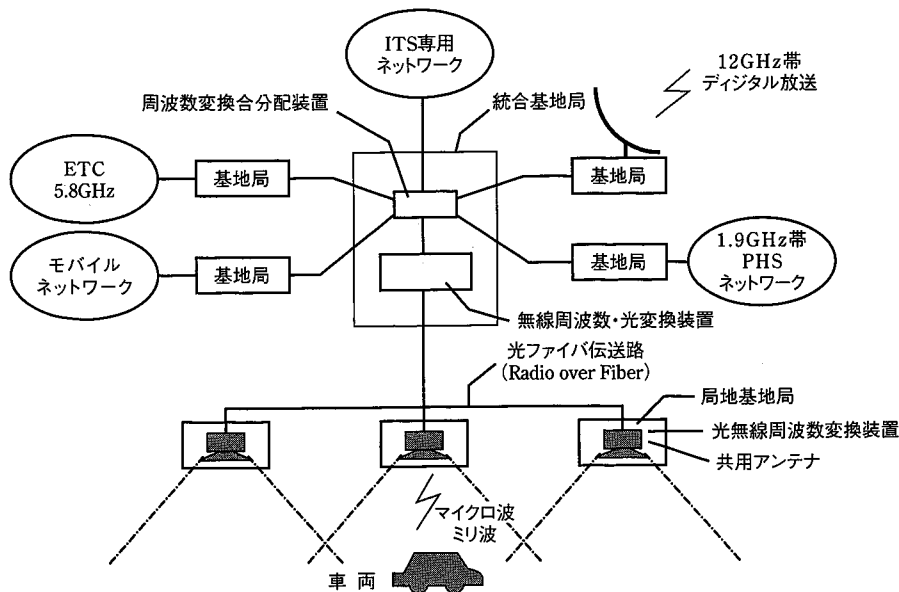 ITS専用
ネットワーク
12GHz帯
ディジタル放送
周波数変換合分配装置
統合基地局
ETC
5.8GHz
基地局
基地局
モバイル
ネットワーク
基地局
基地局
1.9GHz帯
PHS
ネットワーク
無線周波数・光変換装置
光ファイバ伝送路
(Radio over Fiber)
局地基地局
光無線周波数変換装置
共用アンテナ
マイクロ波
ミリ波
車両